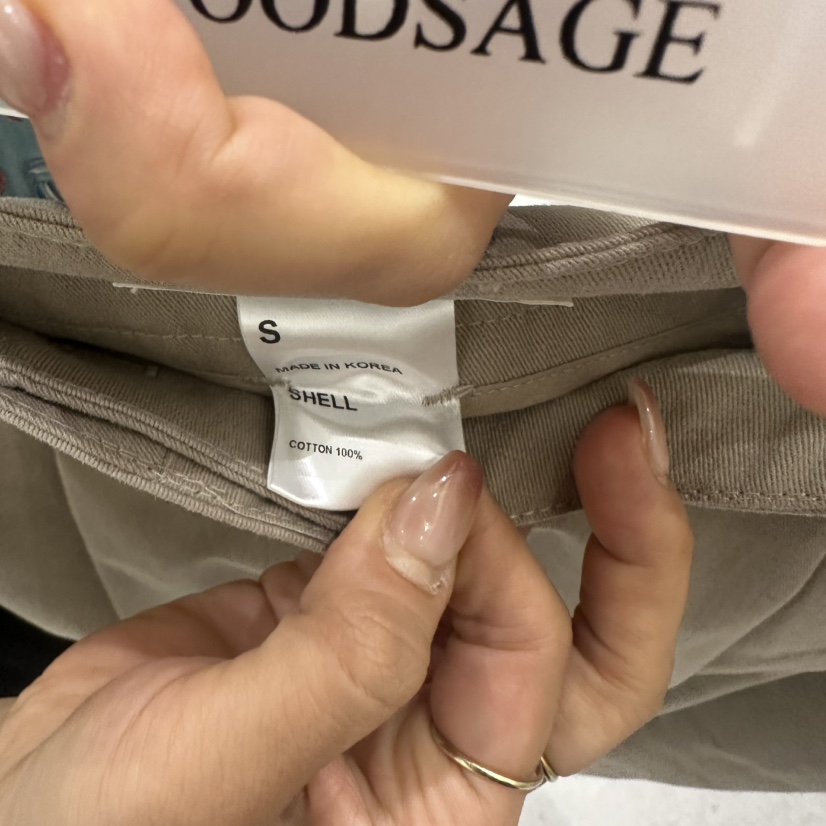 OODSAGE
S
MADE IN KOREA
SHELL
COTTON 100%